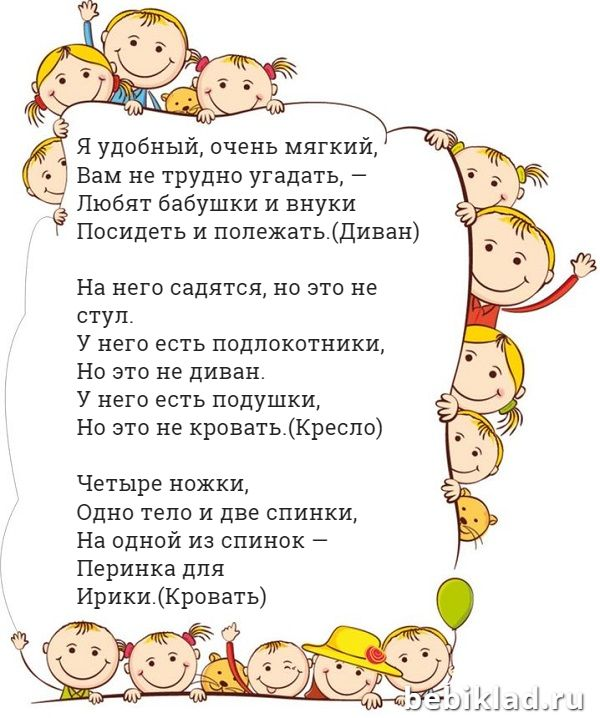 Я удобный, очень мягкий,
Вам не трудно угадать, —
Любят бабушки и внуки
Посидеть и полежать.(Диван)
На него садятся, но это не
стул.
У него есть подлокотники,
Но это не диван.
У него есть подушки,
Но это не кровать.(Кресло)
Четыре ножки,
Одно тело и две спинки,
На одной из спинок —
Перинка для
Ирики.(Кровать)
bebiklad.ru